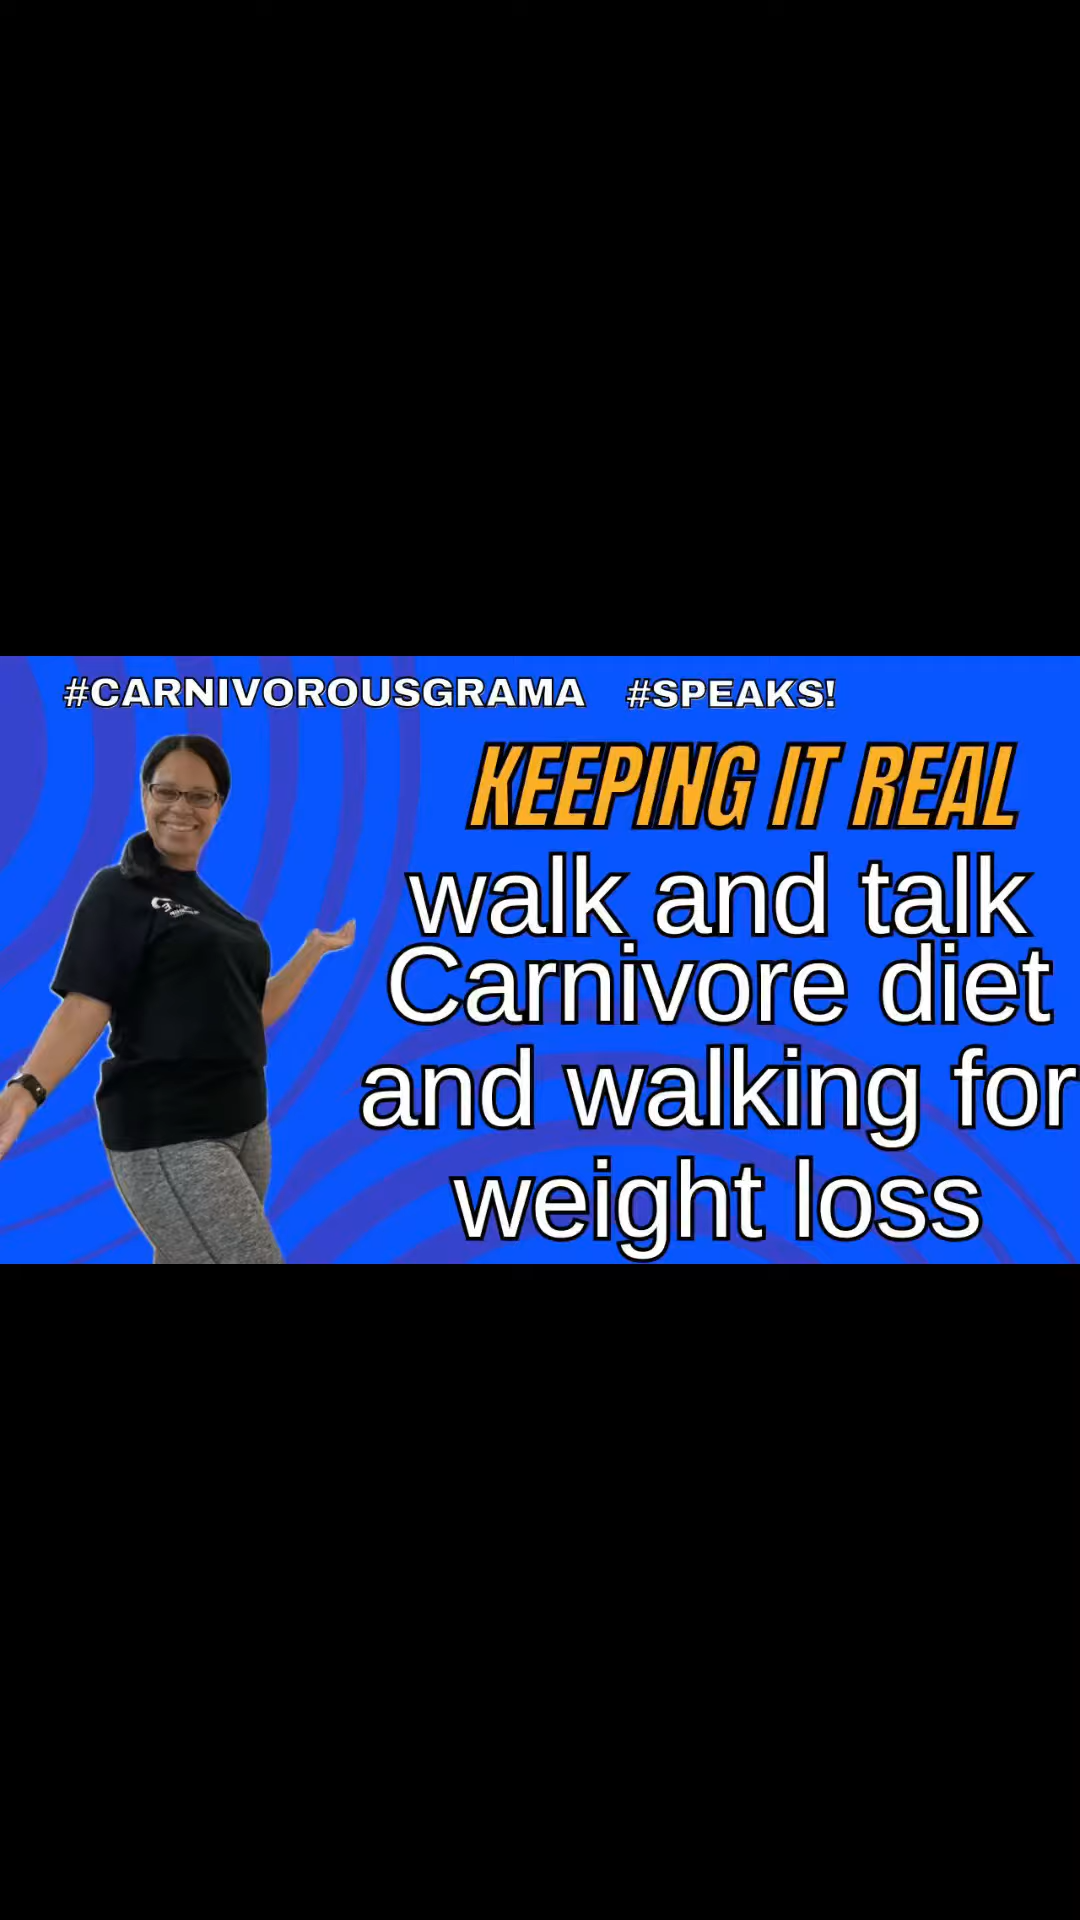 #CARNIVOROUSGRAMA #SPEAKS!
KEEPING IT REAL
walk and talk
Carnivore diet
and walking for
weight loss